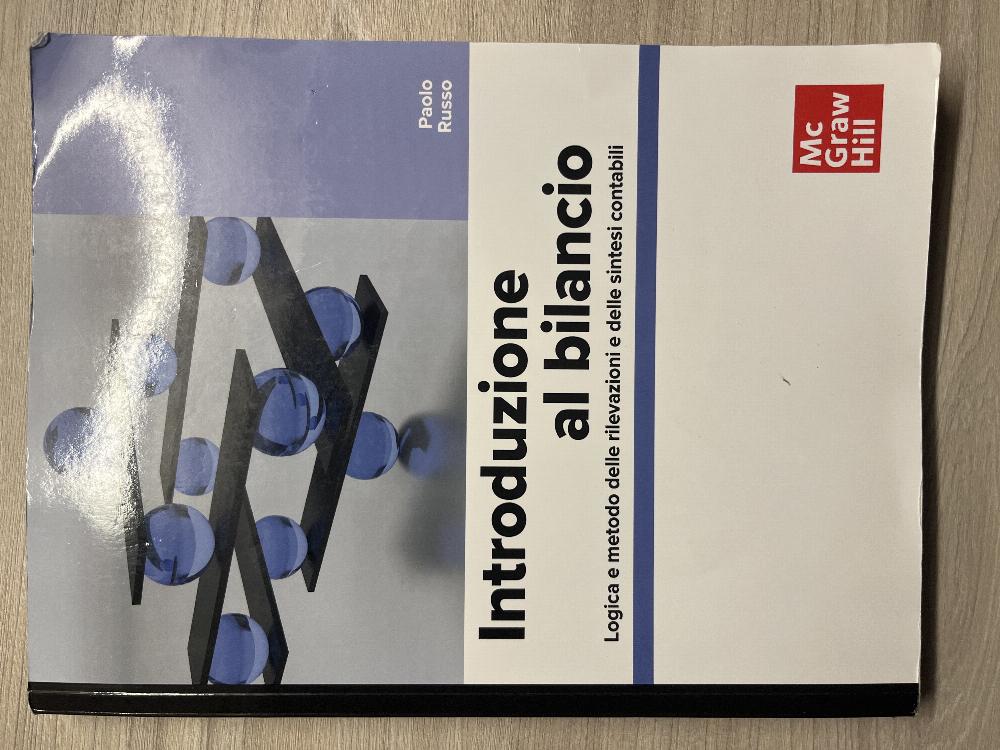 Paolo
Russo
Introduzione
al bilancio
Logica e metodo delle rilevazioni e delle sintesi contabili
Mc
Graw
Hill